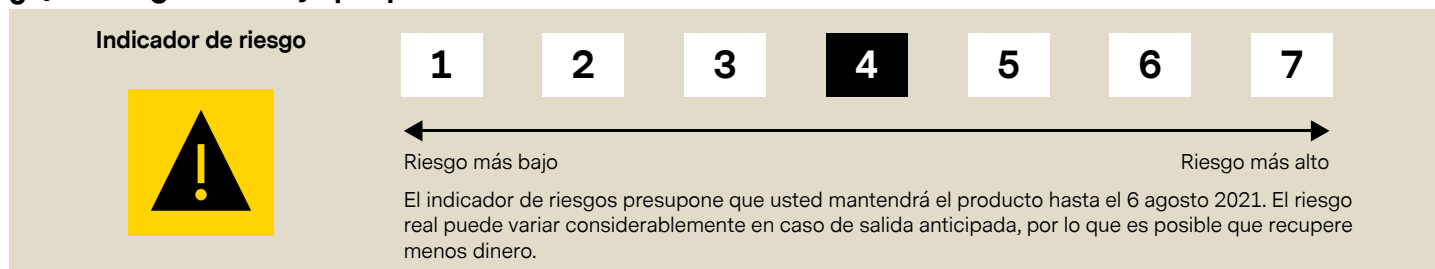 Indicador de riesgo
1 2 3 4 5 6 7
Riesgo más bajo Riesgo más alto
El indicador de riesgos presupone que usted mantendrá el producto hasta el 6 agosto 2021. El riesgo
real puede variar considerablemente en caso de salida anticipada, por lo que es posible que recupere
menos dinero.